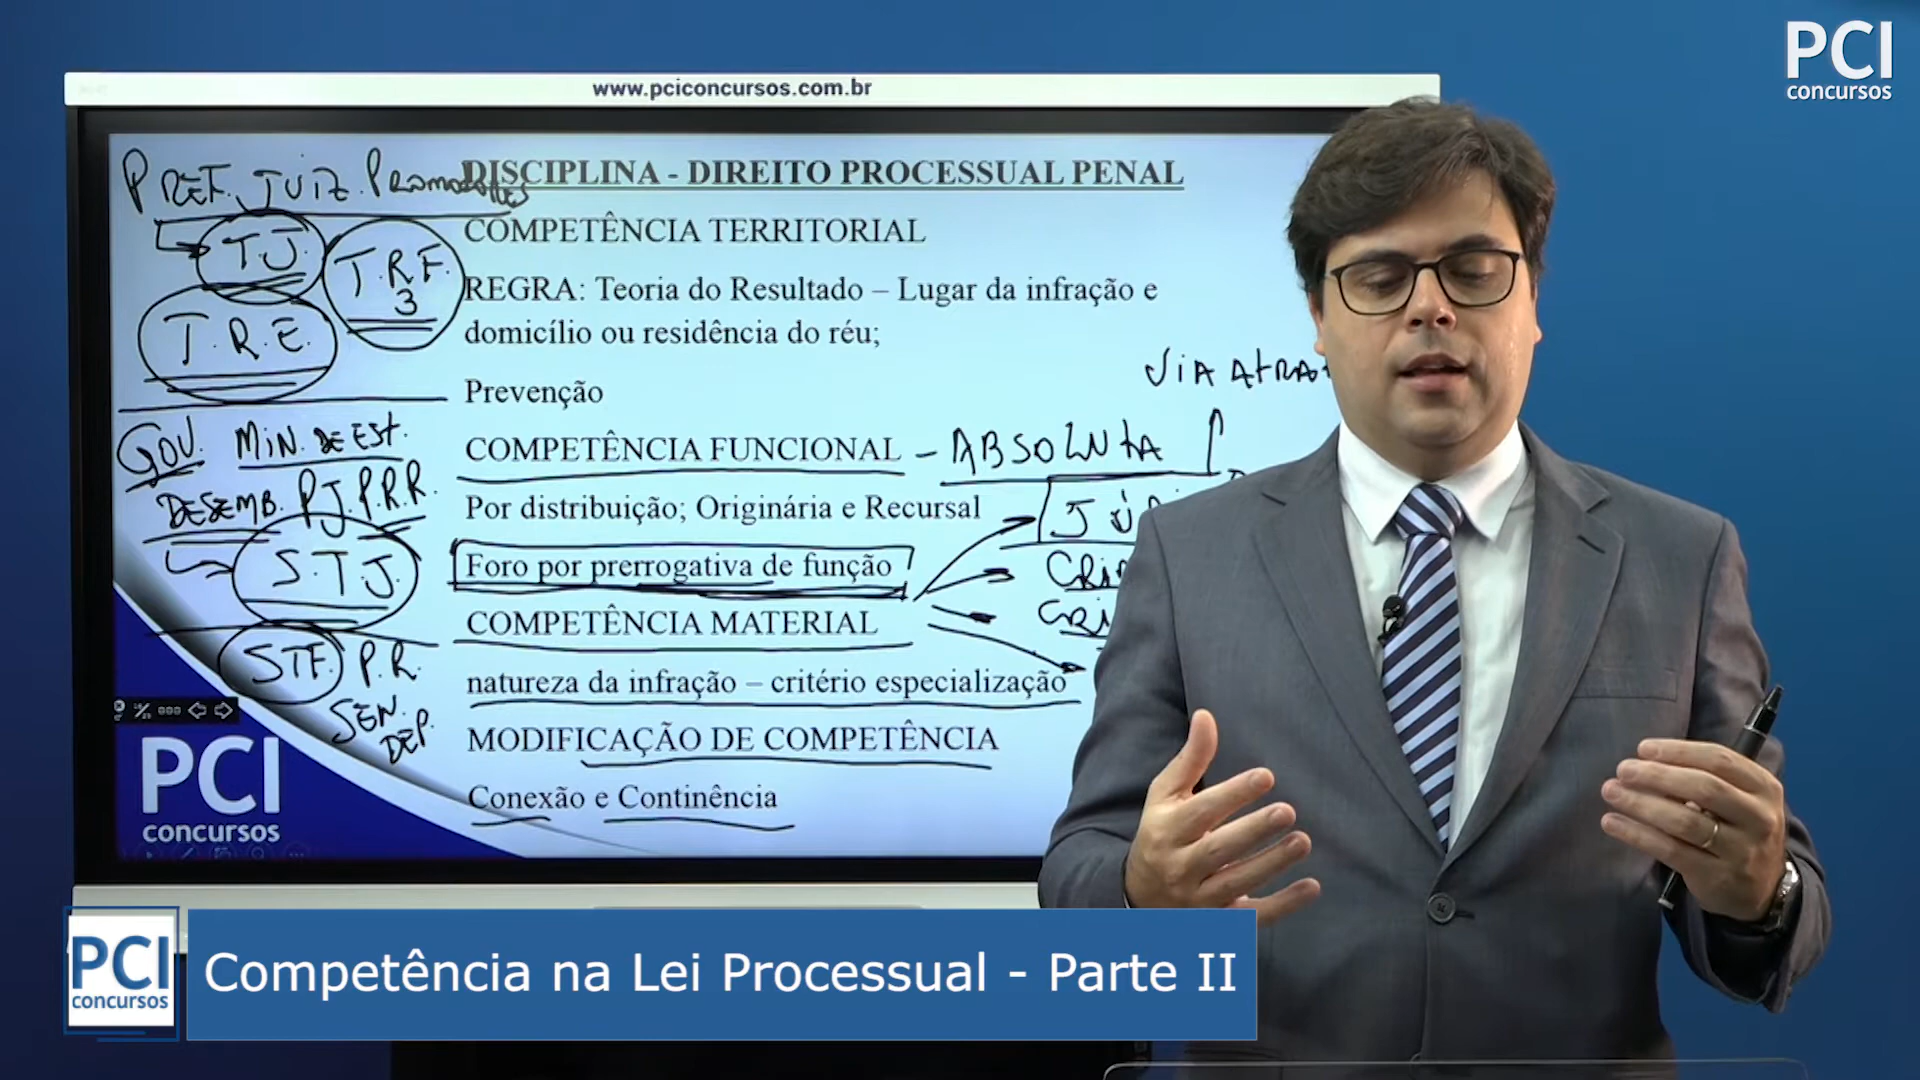 PCI
concursos
www.pciconcursos.com.br
DISCIPLINA - DIREITO PROCESSUAL PENAL
PREF. JUIZ. PROMOTORES
T.J.
T.R.F.
3
T.R.E.
COMPETÊNCIA TERRITORIAL
REGRA: Teoria do Resultado – Lugar da infração e
domicílio ou residência do réu;
Prevenção
VIA ATRA
GOV. MIN. DE EST.
DESEMB. P.J. P.R.R.
S.T.J.
STF. P.R.
SEN.
DEP.
COMPETÊNCIA FUNCIONAL - ABSOLUTA
Por distribuição; Originária e Recursal
Foro por prerrogativa de função
COMPETÊNCIA MATERIAL
natureza da infração – critério especialização
MODIFICAÇÃO DE COMPETÊNCIA
Conexão e Continência
PCI
concursos
PCI
concursos
Competência na Lei Processual - Parte II